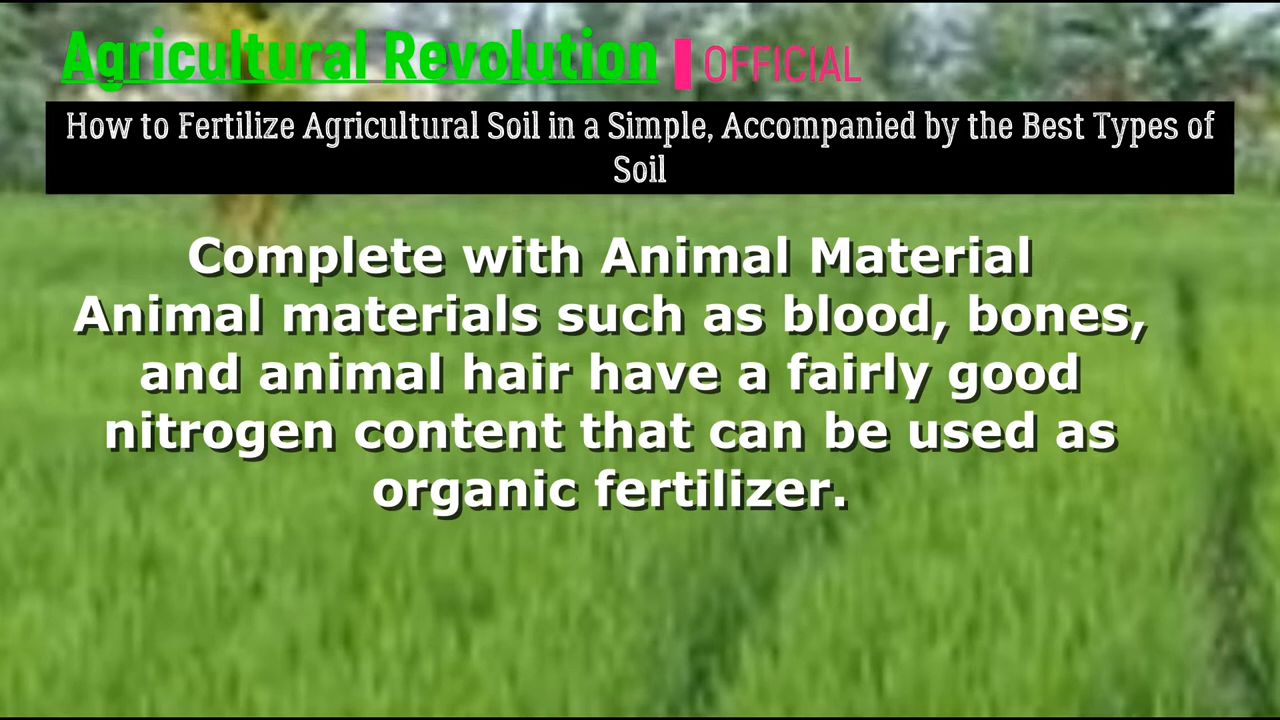 Agricultural Revolution OFFICIAL
How to Fertilize Agricultural Soil in a Simple, Accompanied by the Best Types of
Soil
Complete with Animal Material
Animal materials such as blood, bones,
and animal hair have a fairly good
nitrogen content that can be used as
organic fertilizer.